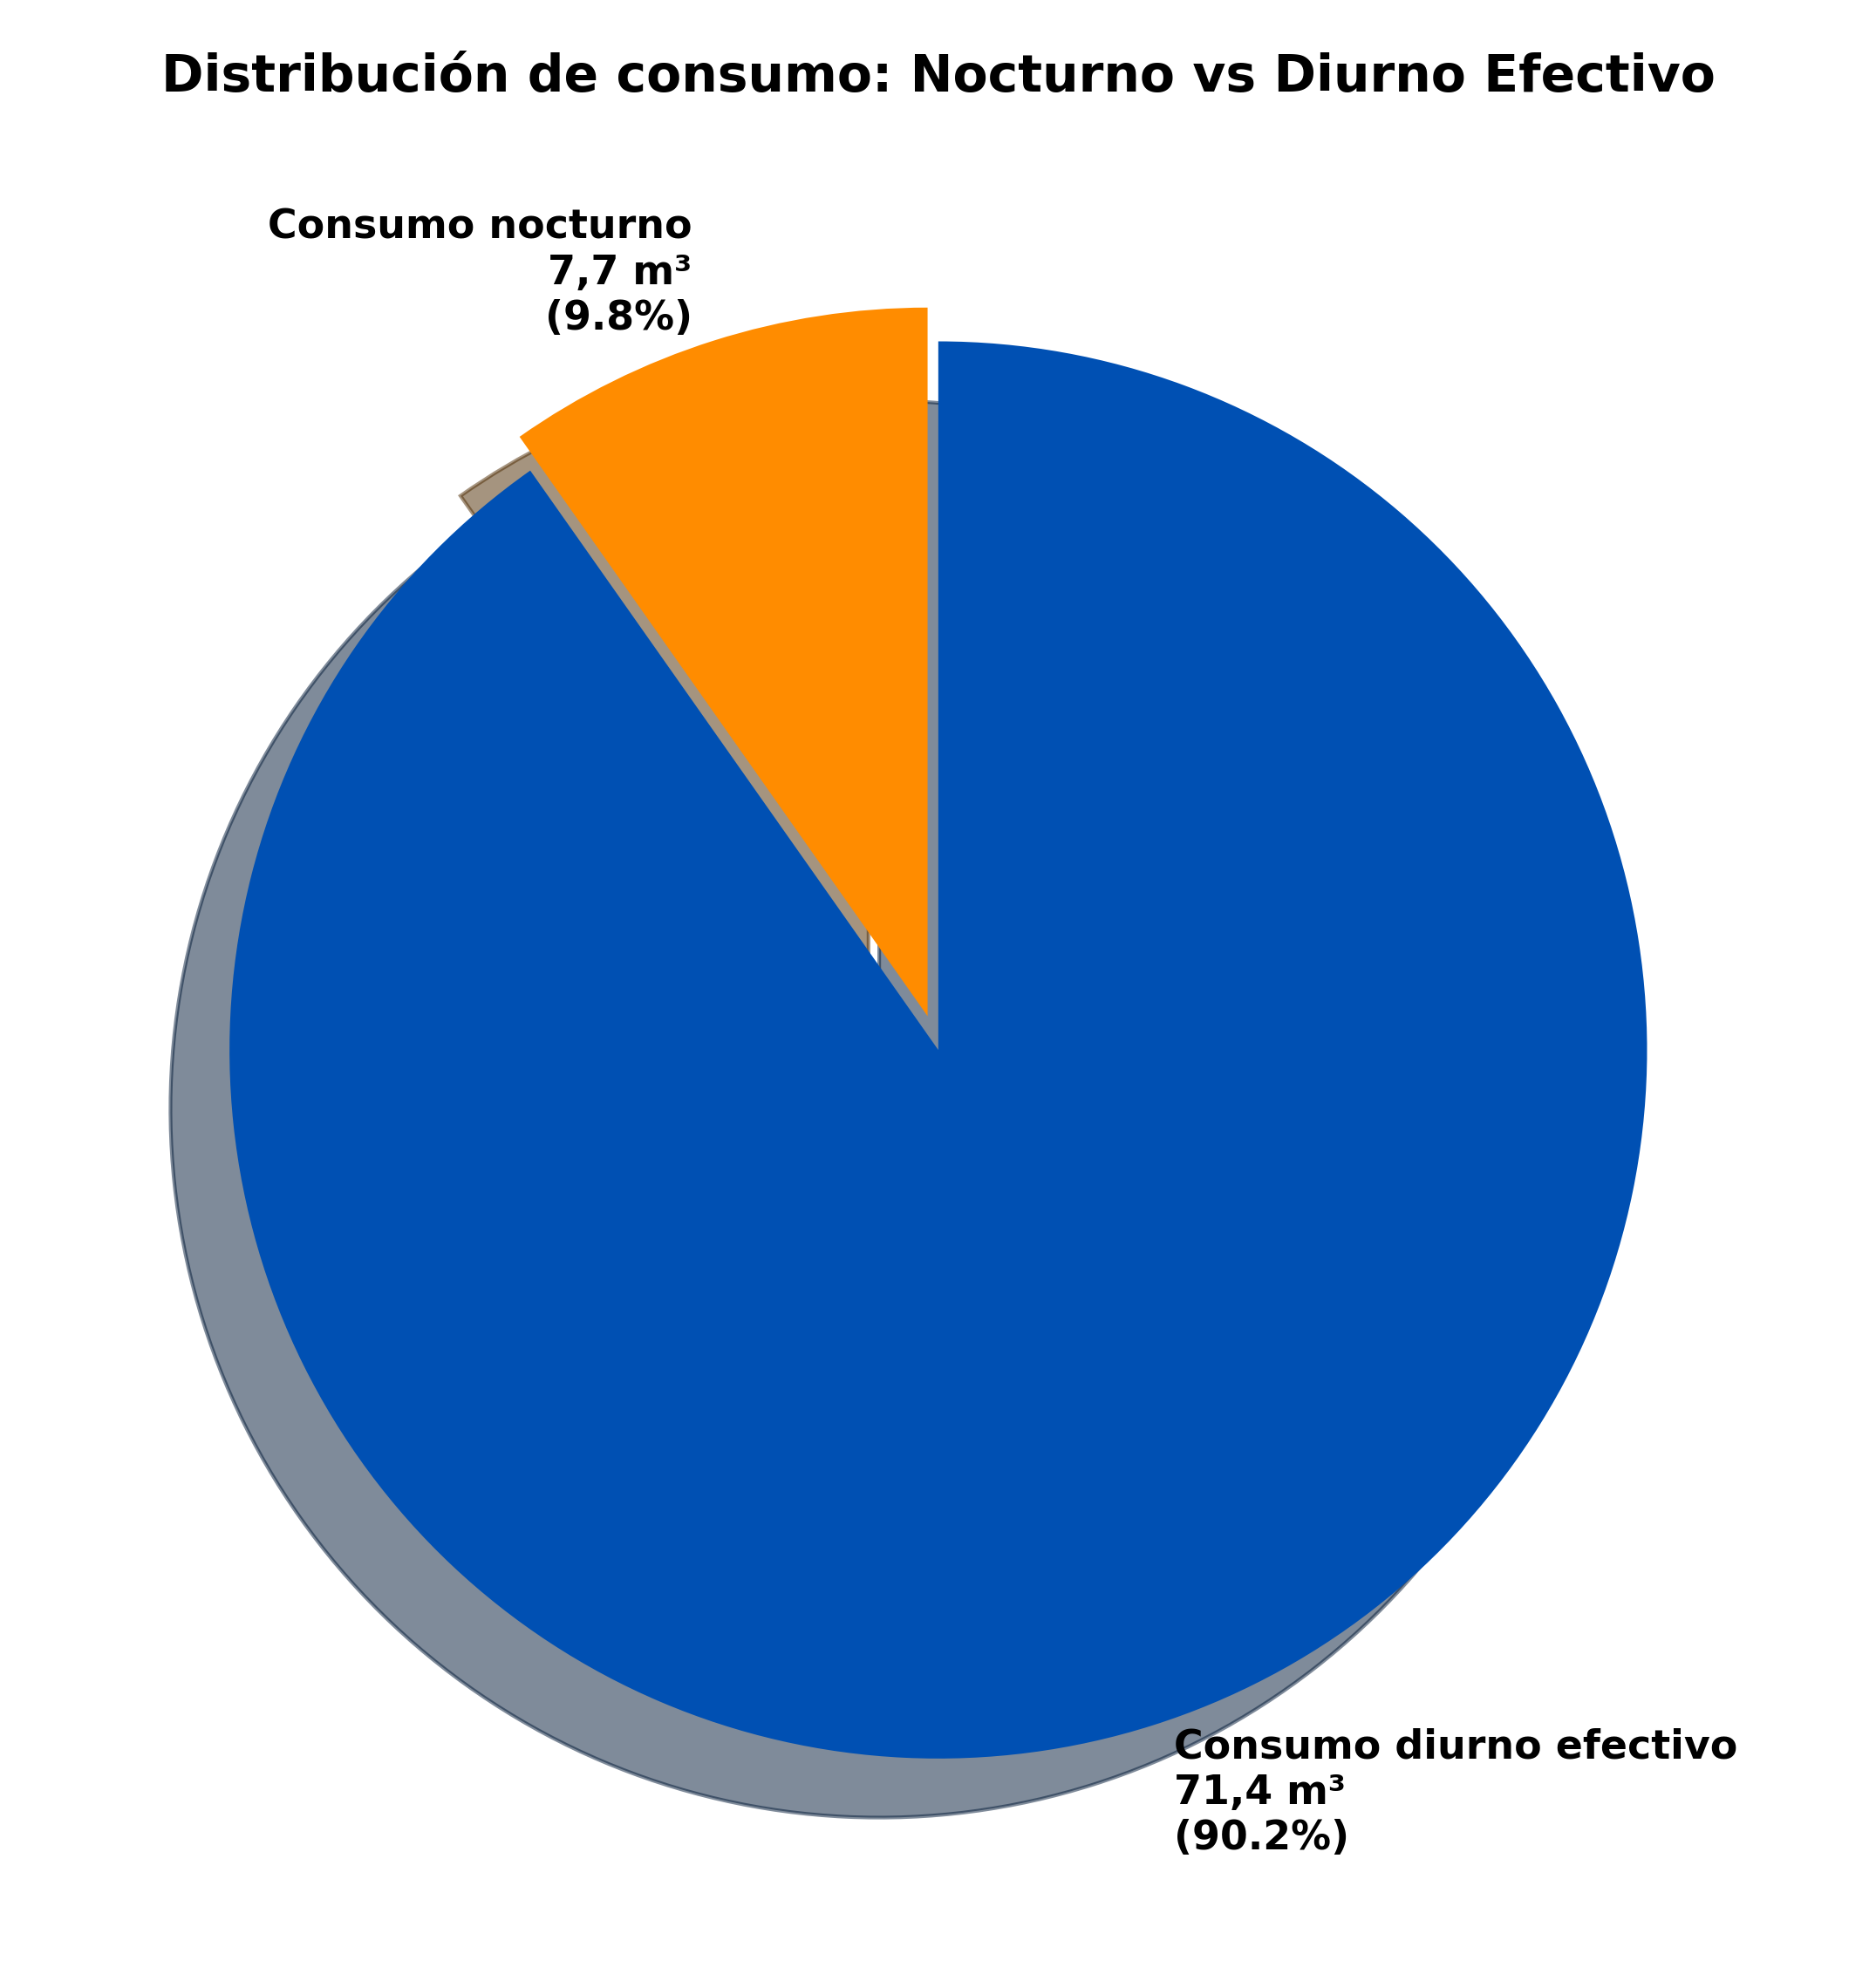 Distribución de consumo: Nocturno vs Diurno Efectivo
Consumo nocturno
7,7 m³
(9.8%)
Consumo diurno efectivo
71,4 m³
(90.2%)